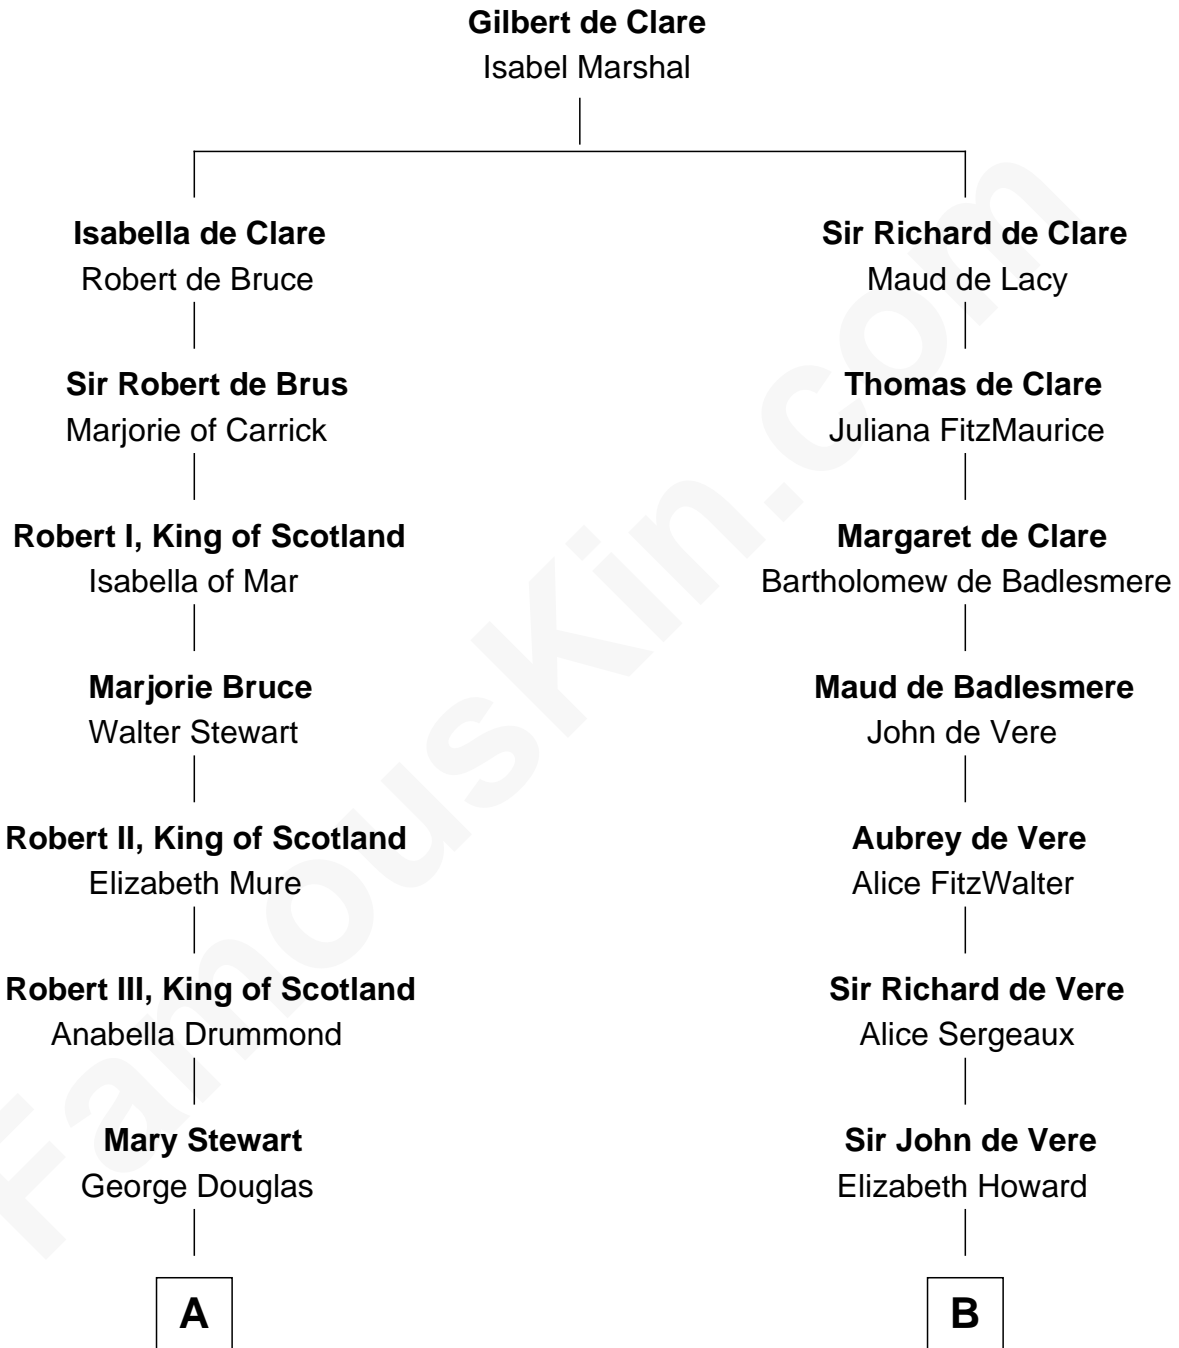 Gilbert de Clare
Isabel Marshal
Isabella de Clare
Robert de Bruce
Sir Richard de Clare
Maud de Lacy
Sir Robert de Brus
Marjorie of Carrick
Thomas de Clare
Juliana FitzMaurice
Robert I, King of Scotland
Isabella of Mar
Margaret de Clare
Bartholomew de Badlesmere
Marjorie Bruce
Walter Stewart
Maud de Badlesmere
John de Vere
Robert II, King of Scotland
Elizabeth Mure
Aubrey de Vere
Alice FitzWalter
Robert III, King of Scotland
Anabella Drummond
Sir Richard de Vere
Alice Sergeaux
Mary Stewart
George Douglas
Sir John de Vere
Elizabeth Howard
A
B
FamousKin.com